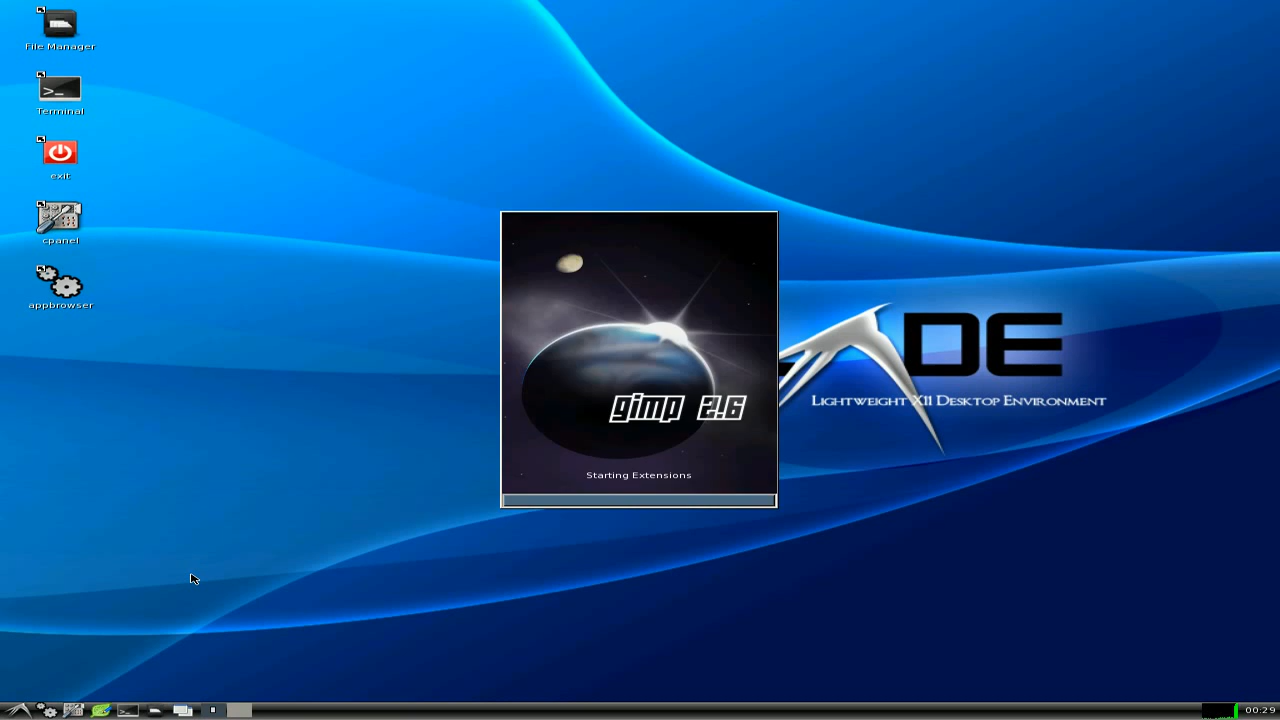 File Manager
Terminal
exit
cpanel
appbrowser
gimp 2.6
Starting Extensions
DE
Lightweight X11 Desktop Environment
00:29